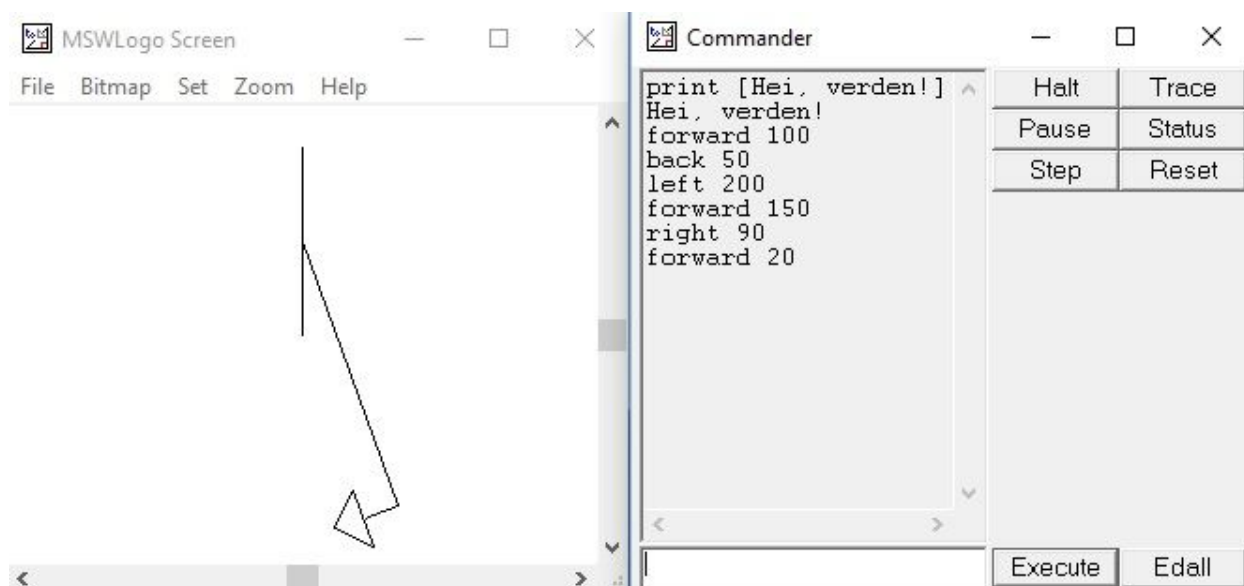 MSWLogo Screen
File Bitmap Set Zoom Help
Commander
print [Hei, verden!]
Hei, verden!
forward 100
back 50
left 200
forward 150
right 90
forward 20
Halt Trace
Pause Status
Step Reset
Execute Edall